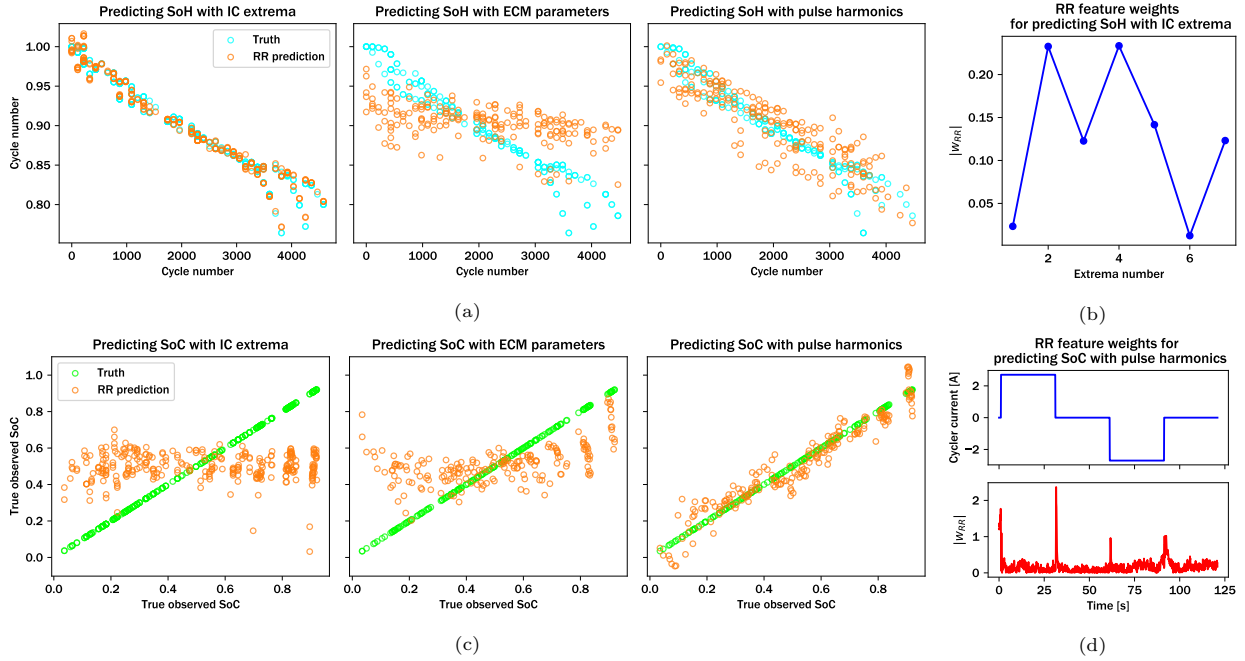 Predicting SoH with IC extrema
Predicting SoH with ECM parameters
Predicting SoH with pulse harmonics
RR feature weights
for predicting SoH with IC extrema
Cycle number
1.00
0.95
0.90
0.85
0.80
Truth
RR prediction
0 1000 2000 3000 4000
Cycle number
0 1000 2000 3000 4000
Cycle number
0 1000 2000 3000 4000
Cycle number
|w_RR|
0.20
0.15
0.10
0.05
2 4 6
Extrema number
(a)
(b)
Predicting SoC with IC extrema
Predicting SoC with ECM parameters
Predicting SoC with pulse harmonics
RR feature weights for
predicting SoC with pulse harmonics
True observed SoC
1.0
0.8
0.6
0.4
0.2
0.0
Truth
RR prediction
0.0 0.2 0.4 0.6 0.8
True observed SoC
0.0 0.2 0.4 0.6 0.8
True observed SoC
0.0 0.2 0.4 0.6 0.8
True observed SoC
Cycler current [A]
2
0
−2
|w_RR|
2
1
0
0 25 50 75 100 125
Time [s]
(c)
(d)